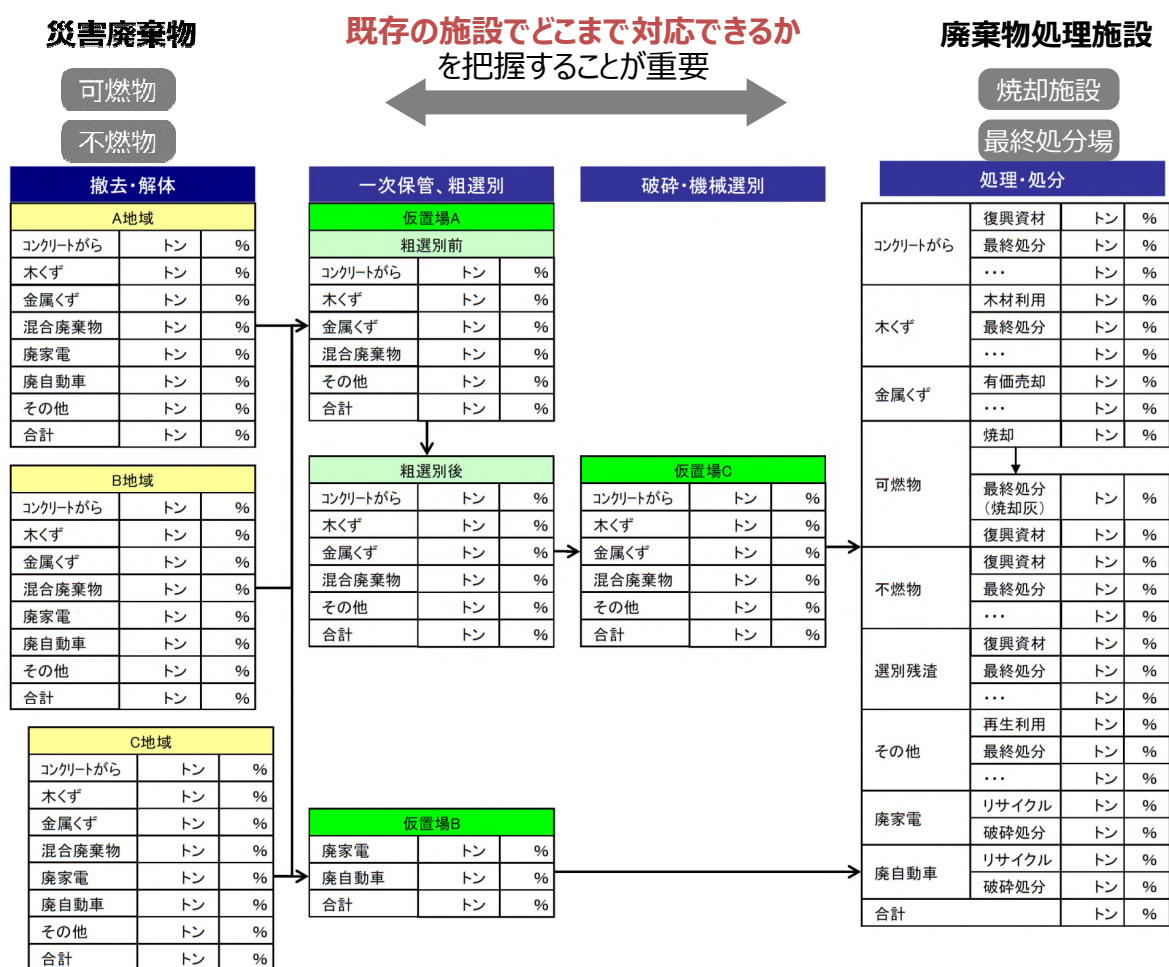 災害廃棄物
可燃物
不燃物
既存の施設でどこまで対応できるか
を把握することが重要
廃棄物処理施設
焼却施設
最終処分場
撤去・解体
A地域
コンクリートがら トン %
木くず トン %
金属くず トン %
混合廃棄物 トン %
廃家電 トン %
廃自動車 トン %
その他 トン %
合計 トン %
B地域
コンクリートがら トン %
木くず トン %
金属くず トン %
混合廃棄物 トン %
廃家電 トン %
廃自動車 トン %
その他 トン %
合計 トン %
C地域
コンクリートがら トン %
木くず トン %
金属くず トン %
混合廃棄物 トン %
廃家電 トン %
廃自動車 トン %
その他 トン %
合計 トン %
一次保管、粗選別
仮置場A
粗選別前
コンクリートがら トン %
木くず トン %
金属くず トン %
混合廃棄物 トン %
その他 トン %
合計 トン %
粗選別後
コンクリートがら トン %
木くず トン %
金属くず トン %
混合廃棄物 トン %
その他 トン %
合計 トン %
仮置場B
廃家電 トン %
廃自動車 トン %
合計 トン %
破砕・機械選別
仮置場C
コンクリートがら トン %
木くず トン %
金属くず トン %
混合廃棄物 トン %
その他 トン %
合計 トン %
処理・処分
コンクリートがら
復興資材 トン %
最終処分 トン %
･･･ トン %
木くず
木材利用 トン %
最終処分 トン %
･･･ トン %
金属くず
有価売却 トン %
･･･ トン %
可燃物
焼却 トン %
最終処分
(焼却灰) トン %
復興資材 トン %
不燃物
復興資材 トン %
最終処分 トン %
･･･ トン %
選別残渣
復興資材 トン %
最終処分 トン %
･･･ トン %
その他
再生利用 トン %
最終処分 トン %
･･･ トン %
廃家電
リサイクル トン %
破砕処分 トン %
廃自動車
リサイクル トン %
破砕処分 トン %
合計 トン %